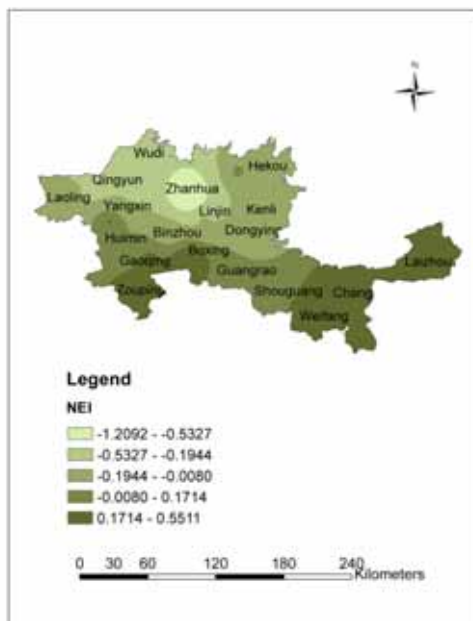 N
Wudi
Hekou
Qingyun
Zhanhua
Laoling
Yangxin
Linjin
Kenli
Huimin
Binzhou
Dongying
Boxing
Gaoqing
Guangrao
Laizhou
Zouping
Shouguang
Chang
Weifang
Legend
NEI
-1.2092 - -0.5327
-0.5327 - -0.1944
-0.1944 - -0.0080
-0.0080 - 0.1714
0.1714 - 0.5511
0 30 60 120 180 240
Kilometers